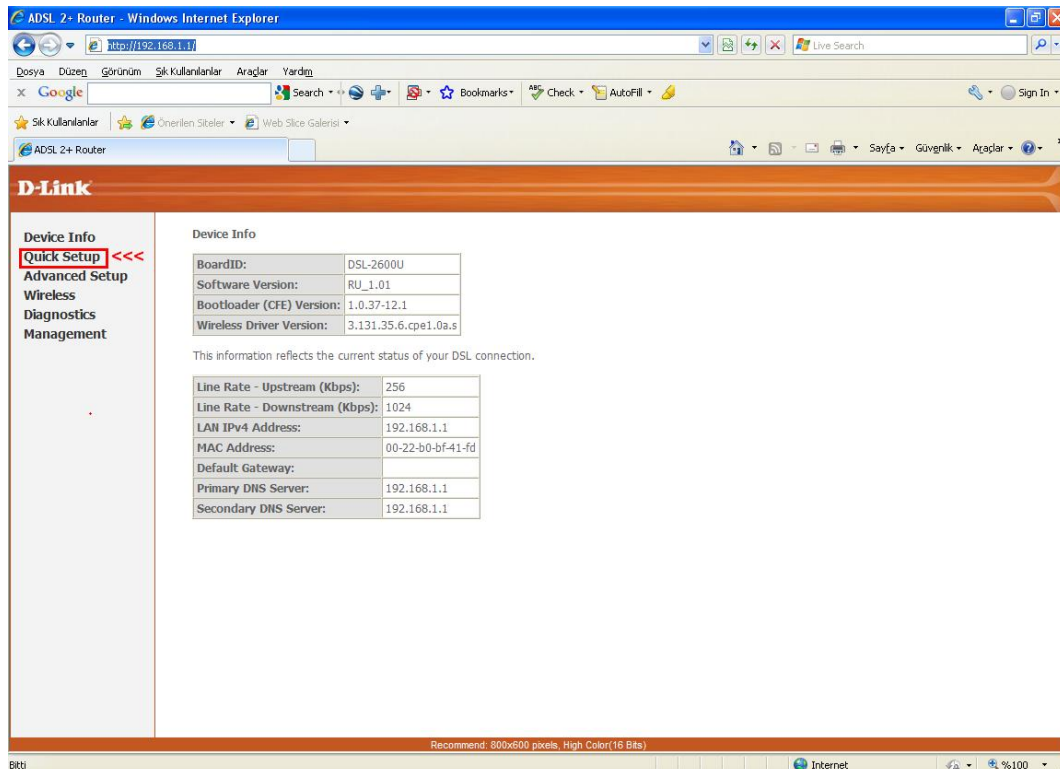 ADSL 2+ Router - Windows Internet Explorer
http://192.168.1.1/
Live Search
Dosya Düzen Görünüm Sık Kullanılanlar Araçlar Yardım
x Google Search Bookmarks ABC Check AutoFill Sign In
Sık Kullanılanlar Önerilen Siteler Web Slice Galerisi
ADSL 2+ Router Sayfa Güvenlik Araçlar
D-Link
Device Info
Quick Setup <<<
Advanced Setup
Wireless
Diagnostics
Management
Device Info
BoardID: DSL-2600U
Software Version: RU_1.01
Bootloader (CFE) Version: 1.0.37-12.1
Wireless Driver Version: 3.131.35.6.cpe1.0a.s
This information reflects the current status of your DSL connection.
Line Rate - Upstream (Kbps): 256
Line Rate - Downstream (Kbps): 1024
LAN IPv4 Address: 192.168.1.1
MAC Address: 00-22-b0-bf-41-fd
Default Gateway:
Primary DNS Server: 192.168.1.1
Secondary DNS Server: 192.168.1.1
Recommend: 800x600 pixels, High Color(16 Bits)
Bitti Internet %100